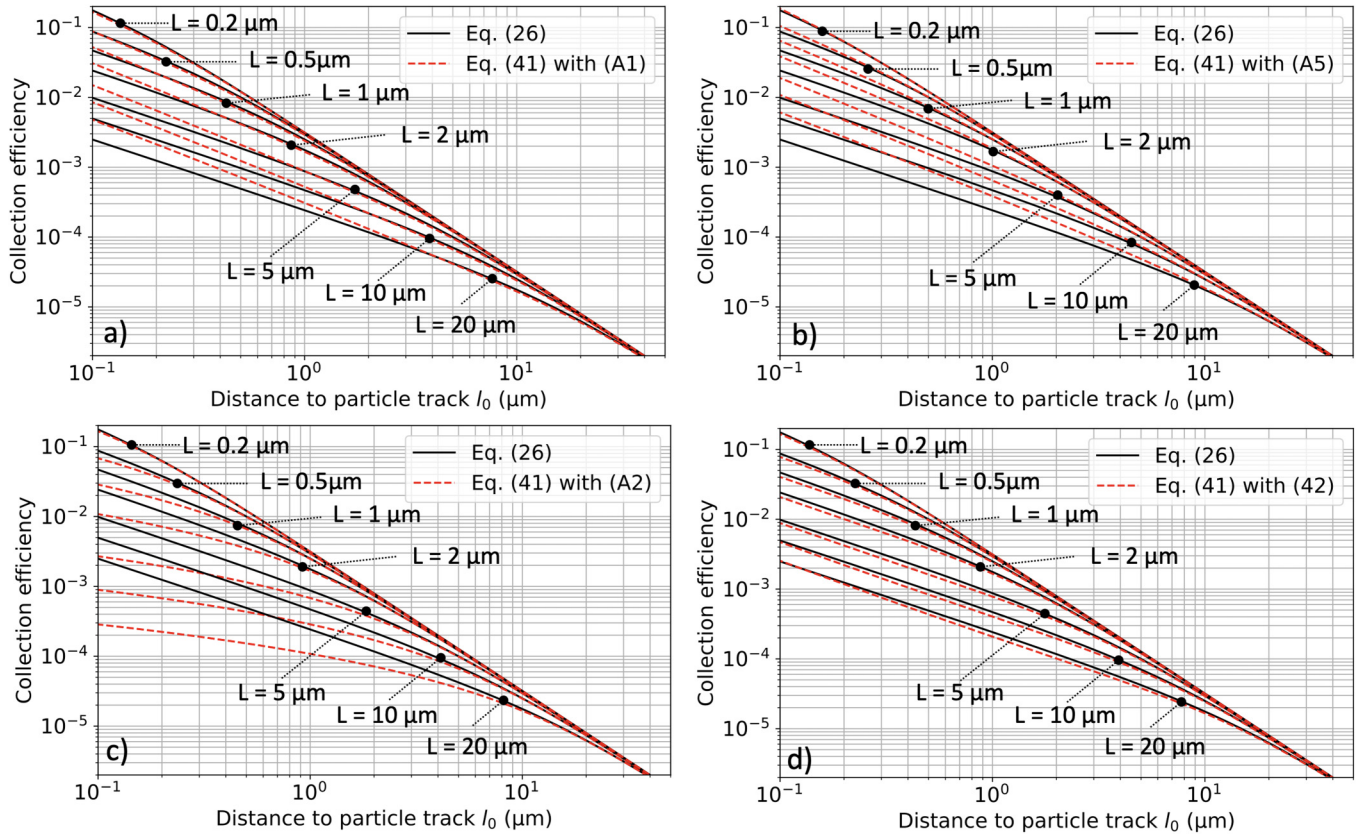 L = 0.2 µm
L = 0.5µm
L = 1 µm
L = 2 µm
L = 5 µm
L = 10 µm
L = 20 µm
Eq. (26)
Eq. (41) with (A1)
a)
Collection efficiency
10⁻¹
10⁻²
10⁻³
10⁻⁴
10⁻⁵
10⁻¹
10⁰
10¹
Distance to particle track l₀ (µm)
L = 0.2 µm
L = 0.5µm
L = 1 µm
L = 2 µm
L = 5 µm
L = 10 µm
L = 20 µm
Eq. (26)
Eq. (41) with (A5)
b)
Collection efficiency
10⁻¹
10⁻²
10⁻³
10⁻⁴
10⁻⁵
10⁻¹
10⁰
10¹
Distance to particle track l₀ (µm)
L = 0.2 µm
L = 0.5µm
L = 1 µm
L = 2 µm
L = 5 µm
L = 10 µm
L = 20 µm
Eq. (26)
Eq. (41) with (A2)
c)
Collection efficiency
10⁻¹
10⁻²
10⁻³
10⁻⁴
10⁻⁵
10⁻¹
10⁰
10¹
Distance to particle track l₀ (µm)
L = 0.2 µm
L = 0.5µm
L = 1 µm
L = 2 µm
L = 5 µm
L = 10 µm
L = 20 µm
Eq. (26)
Eq. (41) with (42)
d)
Collection efficiency
10⁻¹
10⁻²
10⁻³
10⁻⁴
10⁻⁵
10⁻¹
10⁰
10¹
Distance to particle track l₀ (µm)